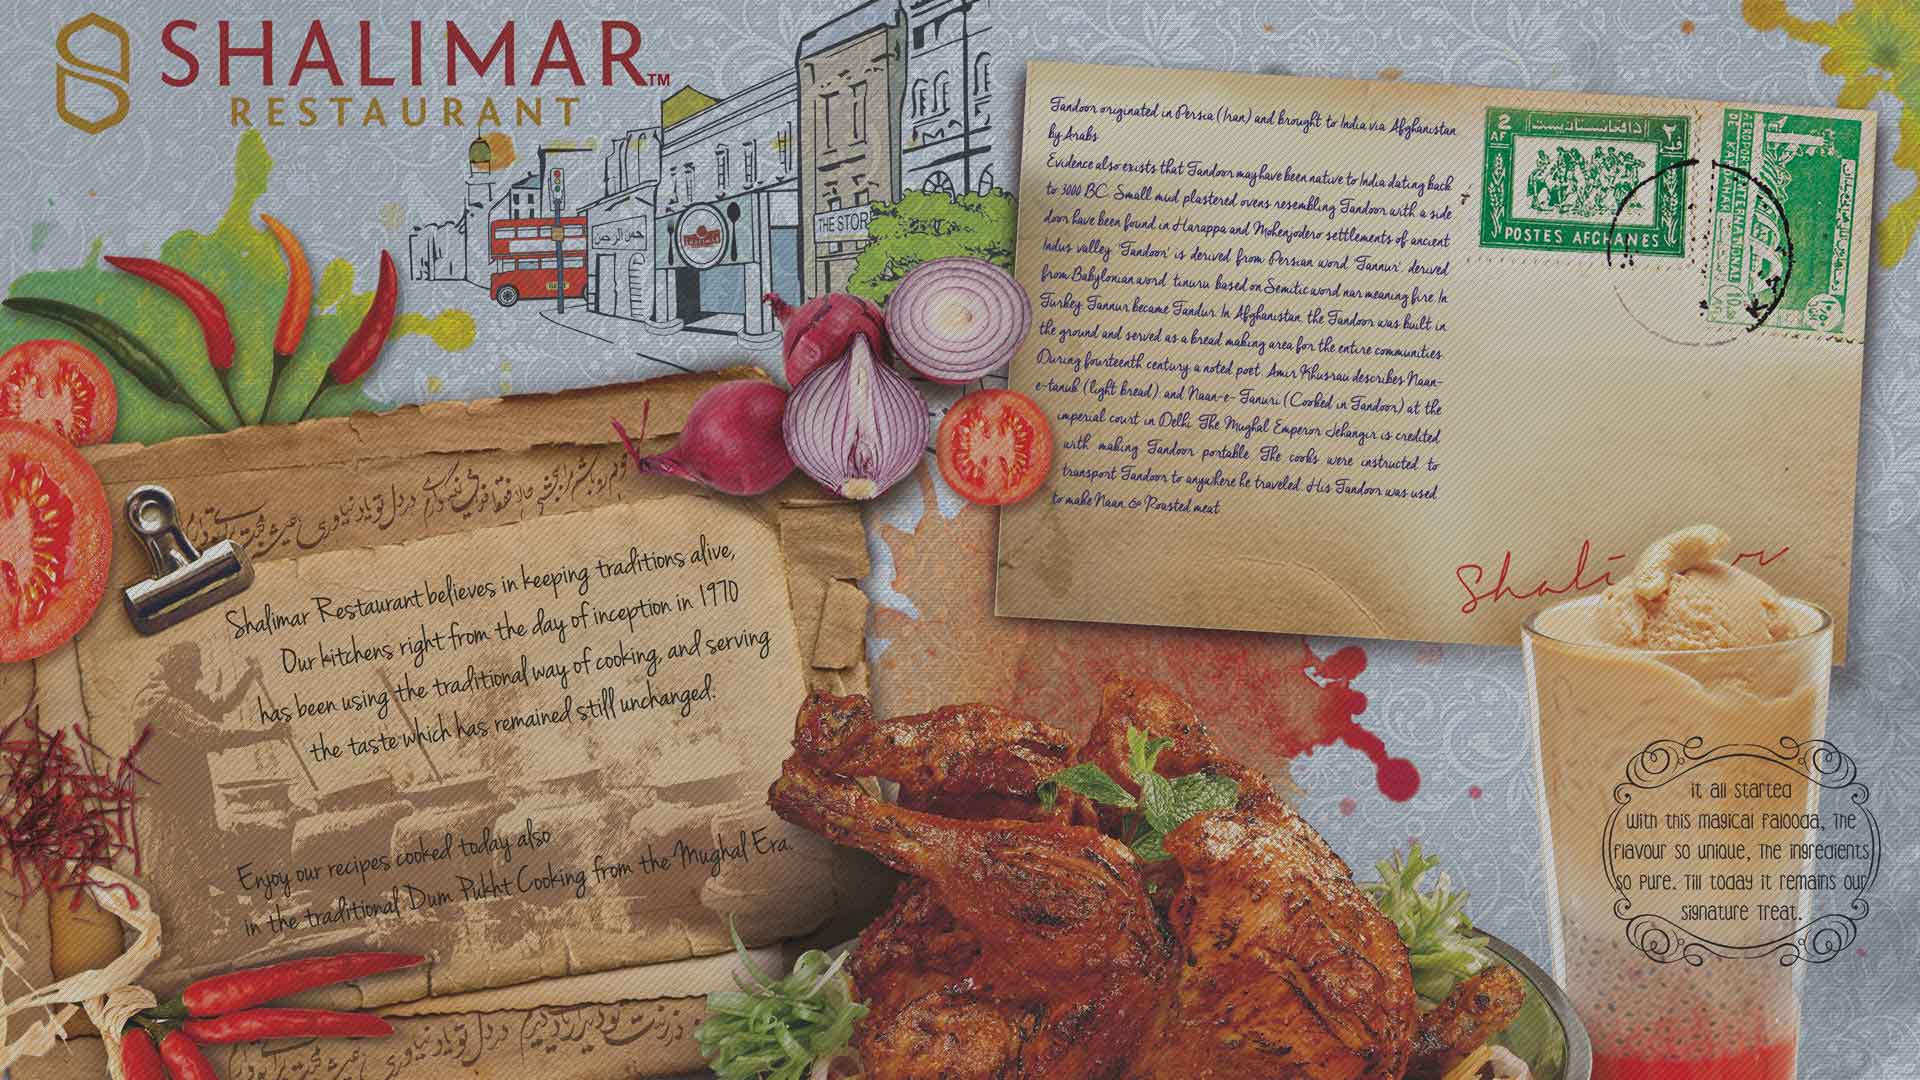 SHALIMAR™
RESTAURANT
THE STOR
SHALIMAR
Tandoor originated in Persia (Iran) and brought to India via Afghanistan
by Arabs
Evidence also exists that Tandoor may have been native to India dating back
to 3000 BC. Small mud plastered ovens resembling Tandoor with a side
door have been found in Harappa and Mohenjodero settlements of ancient
Indus valley. 'Tandoor' is derived from Persian word 'Tannur' derived
from Babylonian word tinuru based on Semitic word nar meaning fire. In
Turkey Tannur became Tandur. In Afghanistan the Tandoor was built in
the ground and served as a bread making area for the entire communities.
During fourteenth century a noted poet Amir Khusrau describes Naan-
e-tanuk (light bread) and Naan-e-Tanuri (Cooked in Tandoor) at the
imperial court in Delhi. The Mughal Emperor Jehangir is credited
with making Tandoor portable. The cooks were instructed to
transport Tandoor to anywhere he traveled. His Tandoor was used
to make Naan & Roasted meat
2
AF
POSTES AFGHANES
Shali r
Shalimar Restaurant believes in keeping traditions alive,
Our kitchens right from the day of inception in 1970
has been using the traditional way of cooking, and serving
the taste which has remained still unchanged.
Enjoy our recipes cooked today also
in the traditional Dum Pukht Cooking from the Mughal Era.
it all started
with this magical falooda, The
flavour so unique, The ingredients
so pure. Till today it remains our
signature Treat.